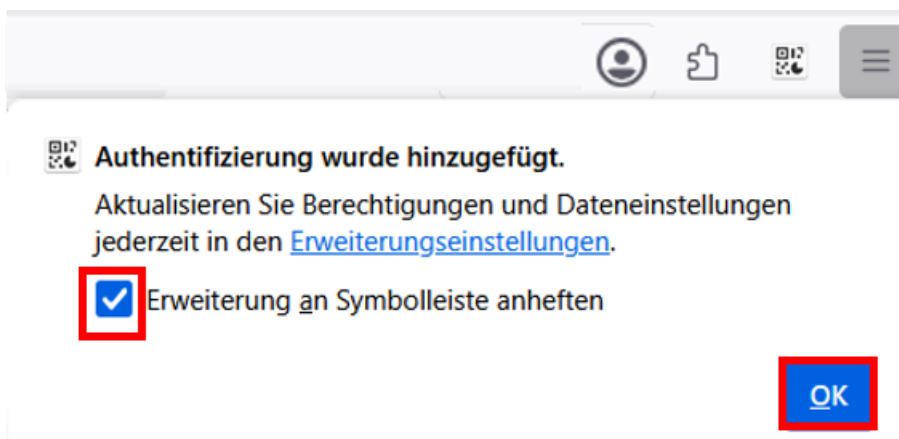 Authentifizierung wurde hinzugefügt.
Aktualisieren Sie Berechtigungen und Dateneinstellungen
jederzeit in den Erweiterungseinstellungen.
Erweiterung an Symbolleiste anheften
OK